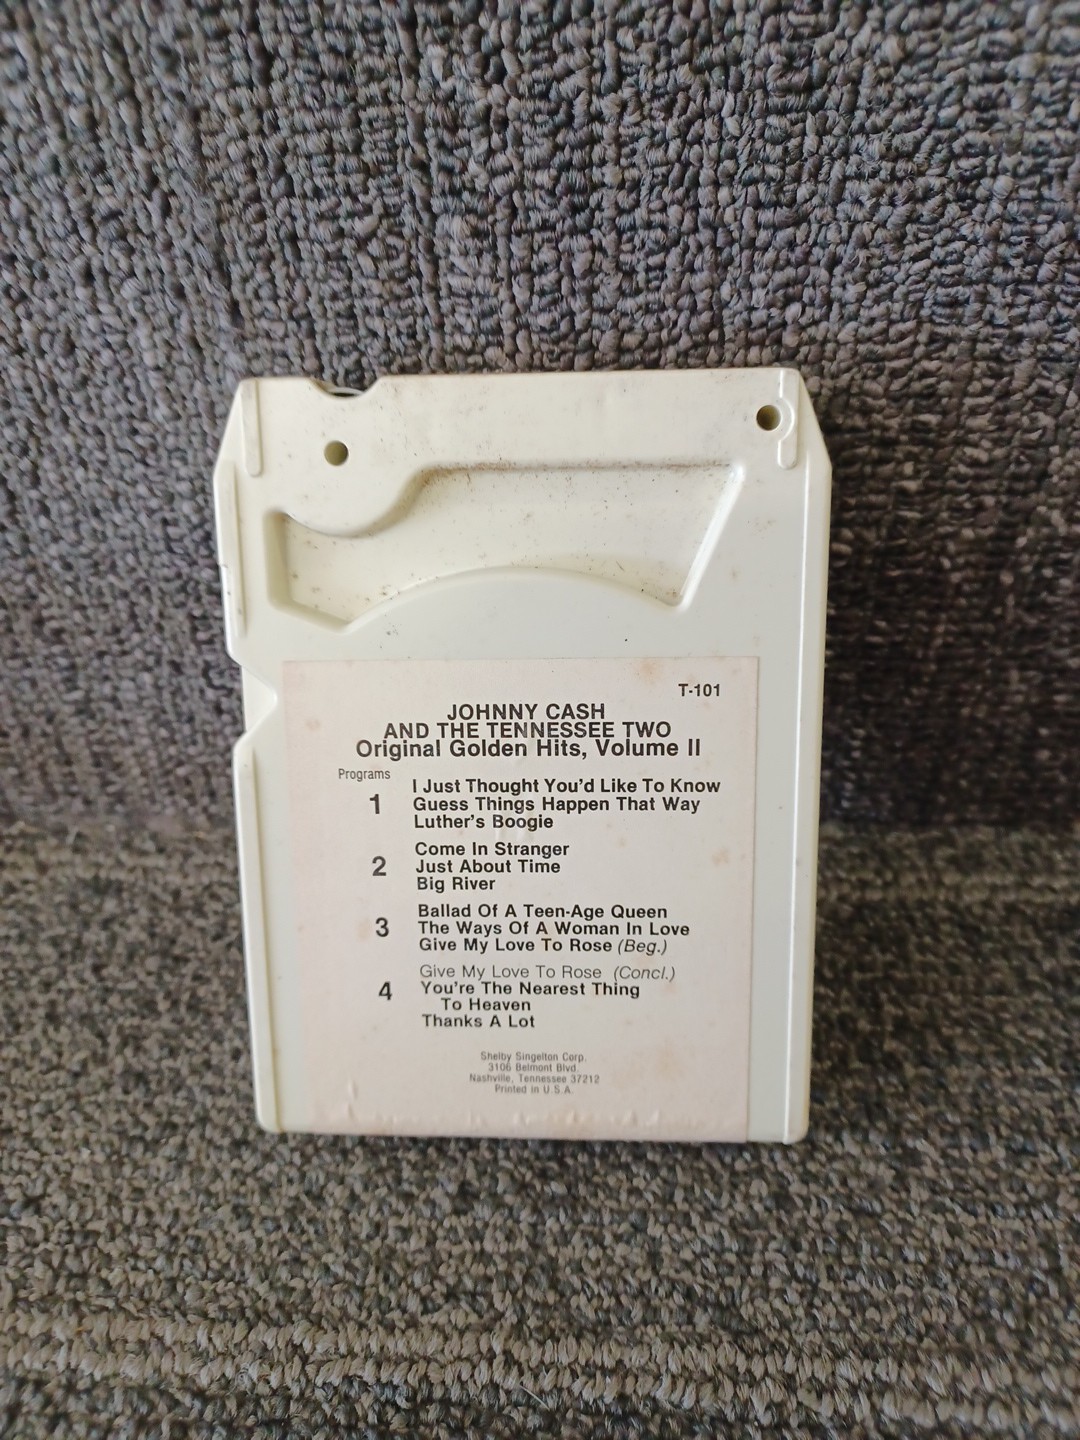 T-101
JOHNNY CASH
AND THE TENNESSEE TWO
Original Golden Hits, Volume II
Programs
1
I Just Thought You'd Like To Know
Guess Things Happen That Way
Luther's Boogie
2
Come In Stranger
Just About Time
Big River
3
Ballad Of A Teen-Age Queen
The Ways Of A Woman In Love
Give My Love To Rose (Beg.)
4
Give My Love To Rose (Concl.)
You're The Nearest Thing
To Heaven
Thanks A Lot
Shelby Singelton Corp.
3106 Belmont Blvd.
Nashville, Tennessee 37212
Printed in U.S.A.